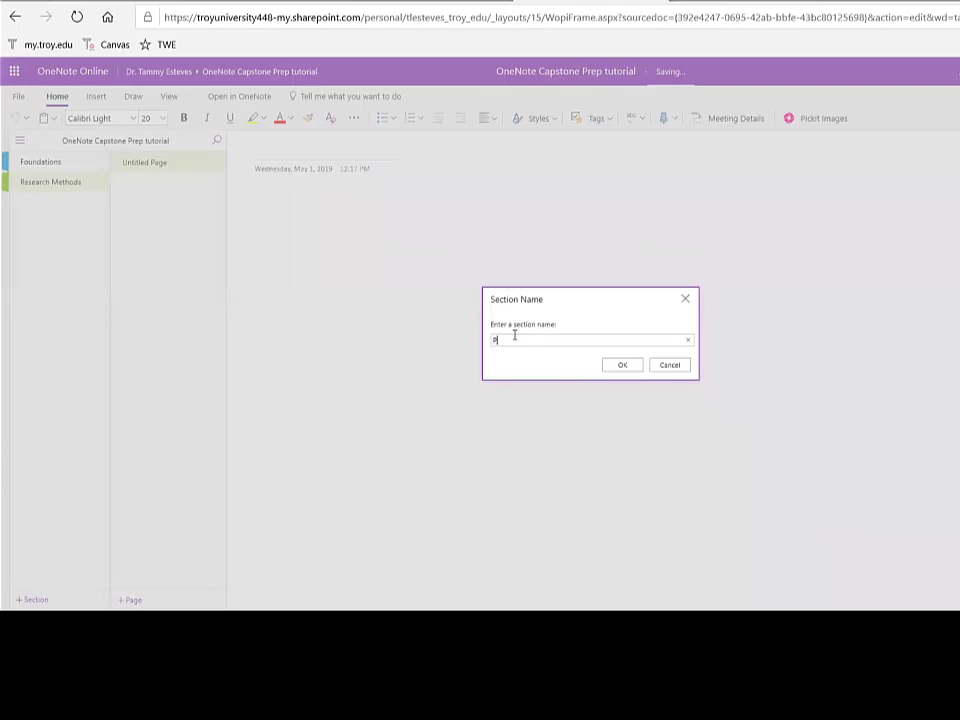 https://troyuniversity448-my.sharepoint.com/personal/tlesteves_troy_edu/_layouts/15/WopiFrame.aspx?sourcedoc={392e4247-0695-42ab-bbfe-43bc80125698}&action=edit&wd=ta
my.troy.edu Canvas TWE
OneNote Online Dr. Tammy Esteves OneNote Capstone Prep tutorial OneNote Capstone Prep tutorial - Saving...
File Home Insert Draw View Open in OneNote Tell me what you want to do
Calibri Light 20 B I U A Styles Tags abc Meeting Details Pickit Images
OneNote Capstone Prep tutorial
Foundations Untitled Page
Wednesday, May 1, 2019 12:17 PM
Research Methods
Section Name
Enter a section name:
P
OK Cancel
+ Section + Page